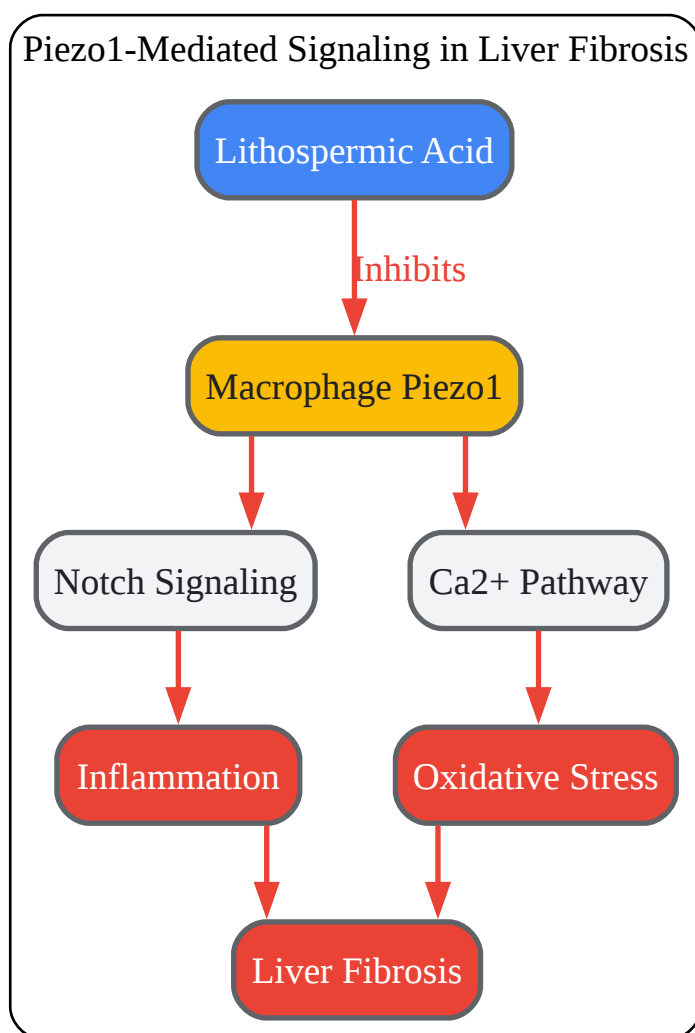 Piezo1-Mediated Signaling in Liver Fibrosis
Lithospermic Acid
Inhibits
Macrophage Piezo1
Notch Signaling
Ca2+ Pathway
Inflammation
Oxidative Stress
Liver Fibrosis